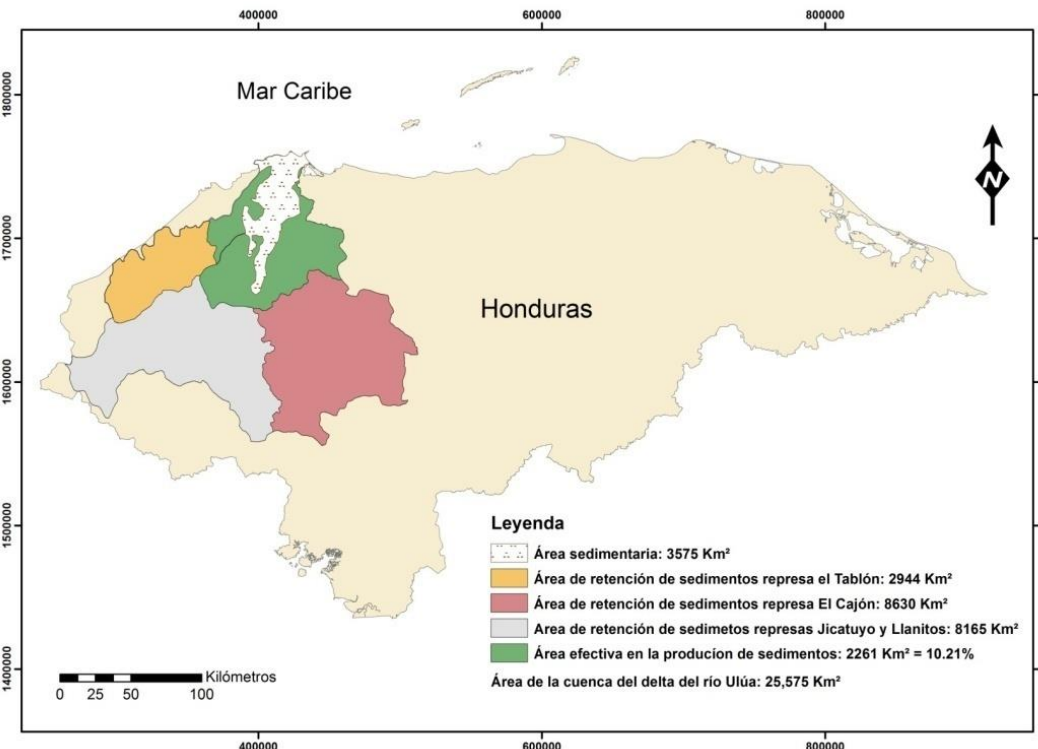 400000 600000 800000
Mar Caribe
N
Honduras
1800000
1700000
1600000
1500000
1400000
Leyenda
Área sedimentaria: 3575 Km²
Área de retención de sedimentos represa el Tablón: 2944 Km²
Área de retención de sedimentos represa El Cajón: 8630 Km²
Area de retención de sedimetos represas Jicatuyo y Llanitos: 8165 Km²
Área efectiva en la producíon de sedimentos: 2261 Km² = 10.21%
Área de la cuenca del delta del río Ulúa: 25,575 Km²
Kilómetros
0 25 50 100
400000 600000 800000